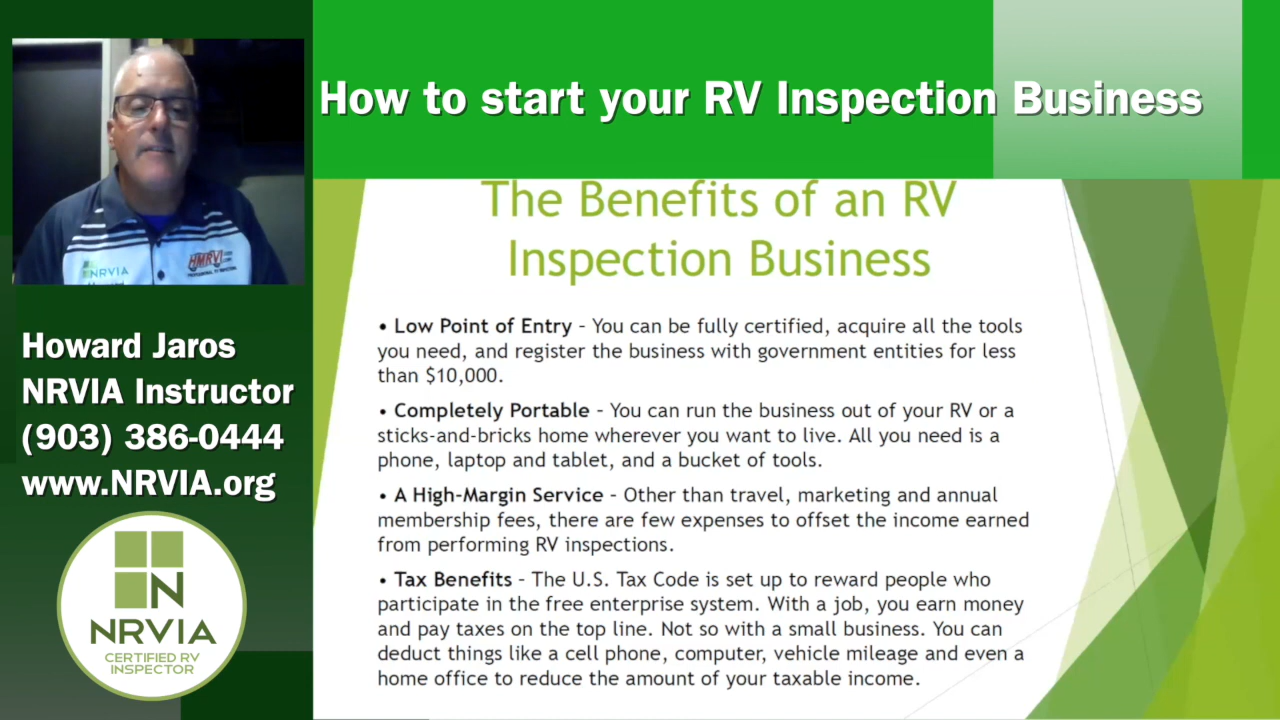 How to start your RV Inspection Business
The Benefits of an RV
Inspection Business
• Low Point of Entry - You can be fully certified, acquire all the tools
you need, and register the business with government entities for less
than $10,000.
• Completely Portable - You can run the business out of your RV or a
sticks-and-bricks home wherever you want to live. All you need is a
phone, laptop and tablet, and a bucket of tools.
• A High-Margin Service - Other than travel, marketing and annual
membership fees, there are few expenses to offset the income earned
from performing RV inspections.
• Tax Benefits - The U.S. Tax Code is set up to reward people who
participate in the free enterprise system. With a job, you earn money
and pay taxes on the top line. Not so with a small business. You can
deduct things like a cell phone, computer, vehicle mileage and even a
home office to reduce the amount of your taxable income.
NRVIA
HMRVI
Howard Jaros
NRVIA Instructor
(903) 386-0444
www.NRVIA.org
N
NRVIA
CERTIFIED RV
INSPECTOR